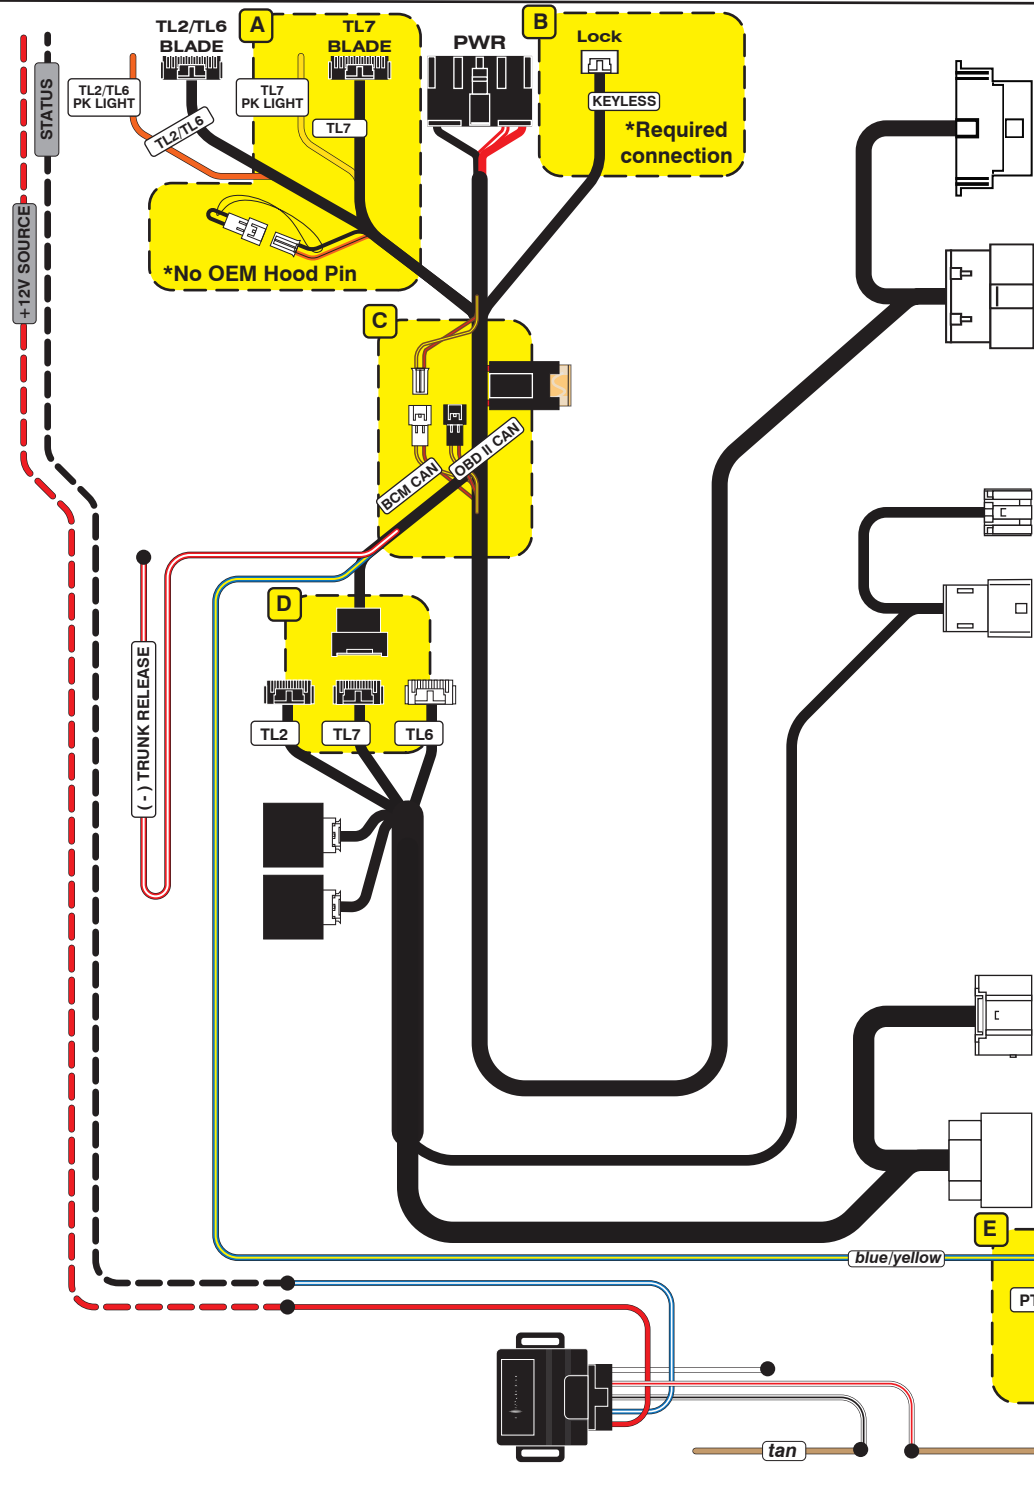 TL2/TL6
BLADE
A
TL7
BLADE
PWR
B
Lock
STATUS
TL2/TL6
PK LIGHT
TL7
PK LIGHT
TL2/TL6
TL7
KEYLESS
*Required
connection
+12V SOURCE
*No OEM Hood Pin
C
BCM CAN
OBD II CAN
D
(-) TRUNK RELEASE
TL2
TL7
TL6
E
blue/yellow
PT
tan